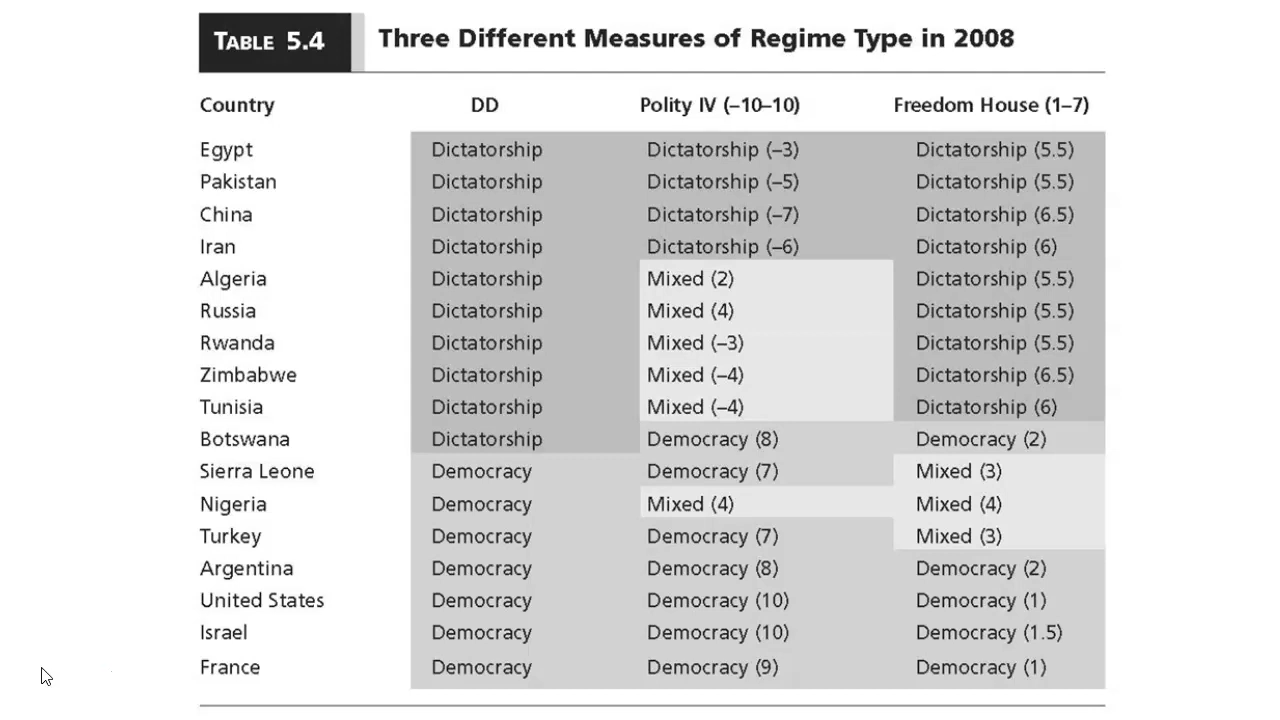 TABLE 5.4 Three Different Measures of Regime Type in 2008
Country DD Polity IV (–10–10) Freedom House (1–7)
Egypt Dictatorship Dictatorship (–3) Dictatorship (5.5)
Pakistan Dictatorship Dictatorship (–5) Dictatorship (5.5)
China Dictatorship Dictatorship (–7) Dictatorship (6.5)
Iran Dictatorship Dictatorship (–6) Dictatorship (6)
Algeria Dictatorship Mixed (2) Dictatorship (5.5)
Russia Dictatorship Mixed (4) Dictatorship (5.5)
Rwanda Dictatorship Mixed (–3) Dictatorship (5.5)
Zimbabwe Dictatorship Mixed (–4) Dictatorship (6.5)
Tunisia Dictatorship Mixed (–4) Dictatorship (6)
Botswana Dictatorship Democracy (8) Democracy (2)
Sierra Leone Democracy Democracy (7) Mixed (3)
Nigeria Democracy Mixed (4) Mixed (4)
Turkey Democracy Democracy (7) Mixed (3)
Argentina Democracy Democracy (8) Democracy (2)
United States Democracy Democracy (10) Democracy (1)
Israel Democracy Democracy (10) Democracy (1.5)
France Democracy Democracy (9) Democracy (1)